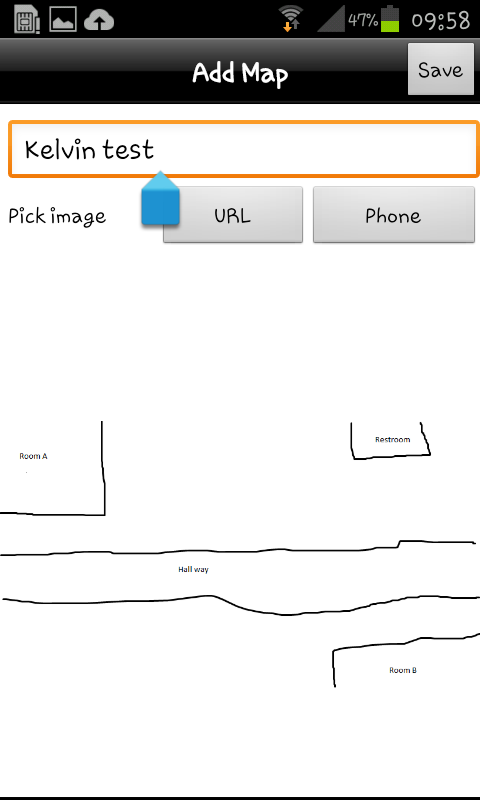 47% 09:58
Add Map Save
Kelvin test
Pick image URL Phone
Restroom
Room A
Hall way
Room B